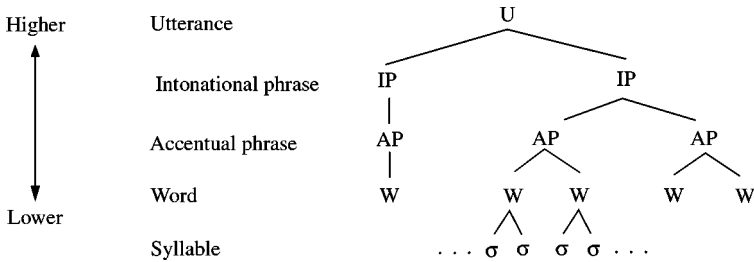 Higher Utterance U
Intonational phrase IP IP
Accentual phrase AP AP AP
Word W W W W W
Lower
Syllable . . . σ σ σ σ . . .